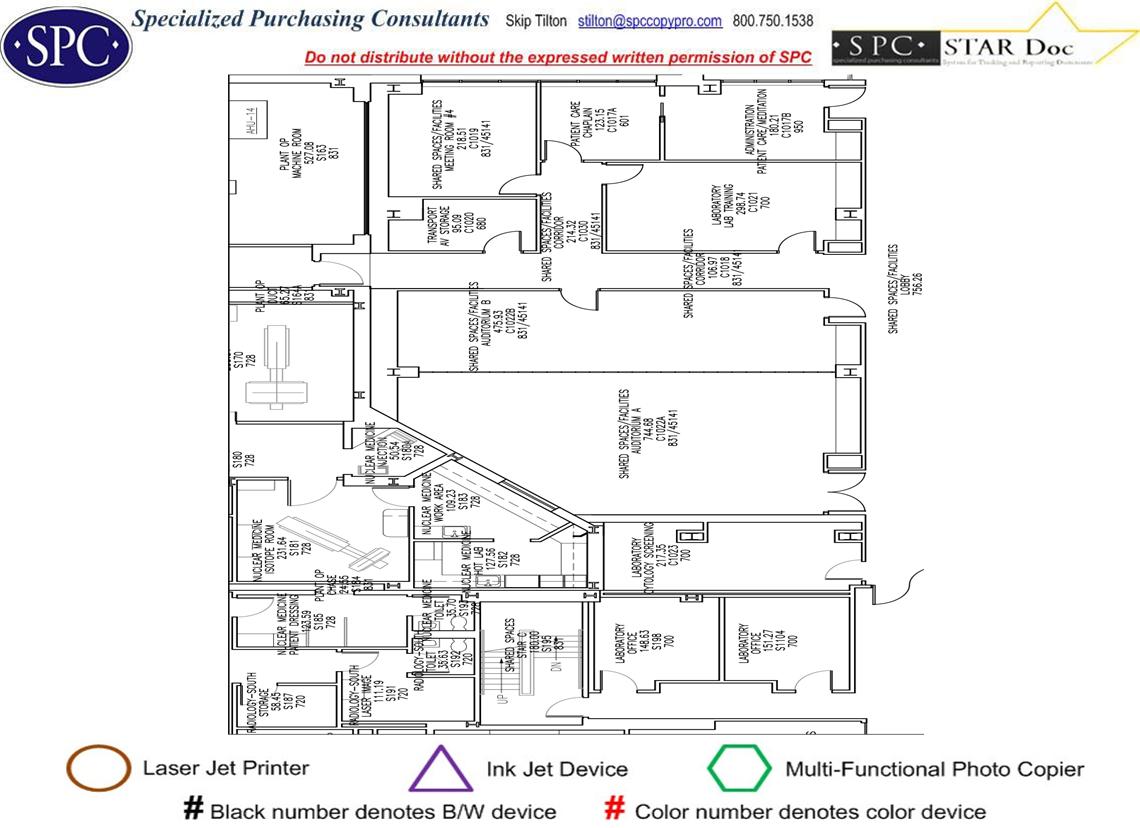 Specialized Purchasing Consultants Skip Tilton stilton@spccopypro.com 800.750.1538
·SPC·
Do not distribute without the expressed written permission of SPC
·SPC· STAR Doc
specialized purchasing consultants System for Tracking and Reporting Documents
AHU-14
PLANT OP
MACHINE ROOM
527.08
S163
831
SHARED SPACES/FACILITIES
MEETING ROOM #4
218.51
C1019
831/45141
PATIENT CARE
CHAPLAIN
123.15
C1017A
601
ADMINSTRATION
PATIENT CARE/MEDITATION
180.21
C1017B
950
TRANSPORT
AV STORAGE
95.09
C1020
680
SHARED SPACES/FACILITIES
CORRIDOR
214.32
C1030
831/45141
LABORATORY
LAB TRAINING
298.74
C1021
700
SHARED SPACES/FACILITIES
CORRIDOR
106.97
C1018
831/45141
SHARED SPACES/FACILITIES
LOBBY
756.26
PLANT OP
DUCT
65.27
S164A
831
SHARED SPACES/FACILITIES
AUDITORIUM B
475.93
C1022B
831/45141
S170
728
SHARED SPACES/FACILITIES
AUDITORIUM A
744.68
C1022A
831/45141
S180
728
NUCLEAR MEDICINE
INJECTION
50.54
S180A
728
NUCLEAR MEDICINE
WORK AREA
109.23
S183
728
NUCLEAR MEDICINE
ISOTOPE ROOM
231.64
S181
728
NUCLEAR MEDICINE
HOT LAB
127.56
S182
728
LABORATORY
CYTOLOGY SCREENING
217.35
C1023
700
PLANT OP
CHASE
24.55
S184
831
NUCLEAR MEDICINE
PATIENT DRESSING
123.59
S185
728
NUCLEAR MEDICINE
TOILET
35.70
S193
RADIOLOGY-SOUTH
TOILET
35.63
S192
720
SHARED SPACES
STAIR C
180.00
S195
831
UP
DN
LABORATORY
OFFICE
148.63
S198
700
LABORATORY
OFFICE
151.27
S1104
700
RADIOLOGY-SOUTH
STORAGE
58.45
S187
720
RADIOLOGY-SOUTH
LASER IMAGE
111.19
S191
720
Laser Jet Printer
Ink Jet Device
Multi-Functional Photo Copier
# Black number denotes B/W device
# Color number denotes color device